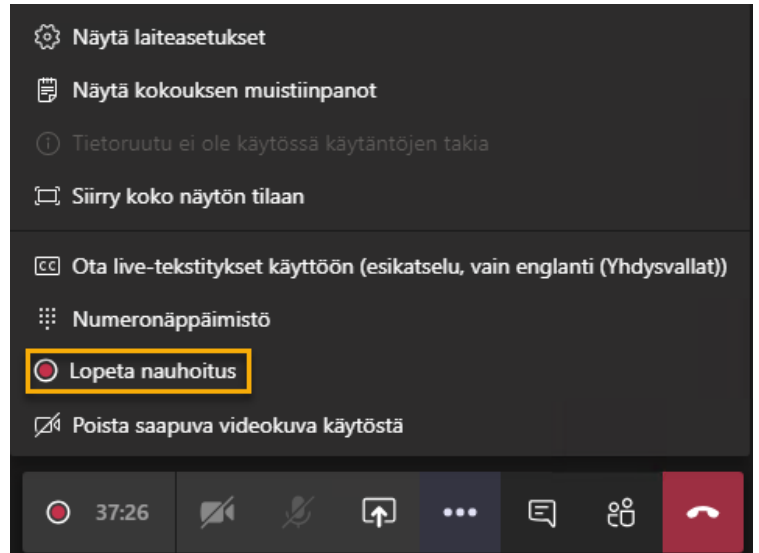 Näytä laiteasetukset
Näytä kokouksen muistiinpanot
Tietoruutu ei ole käytössä käytäntöjen takia
Siirry koko näytön tilaan
CC Ota live-tekstitykset käyttöön (esikatselu, vain englanti (Yhdysvallat))
Numeronäppäimistö
Lopeta nauhoitus
Poista saapuva videokuva käytöstä
37:26